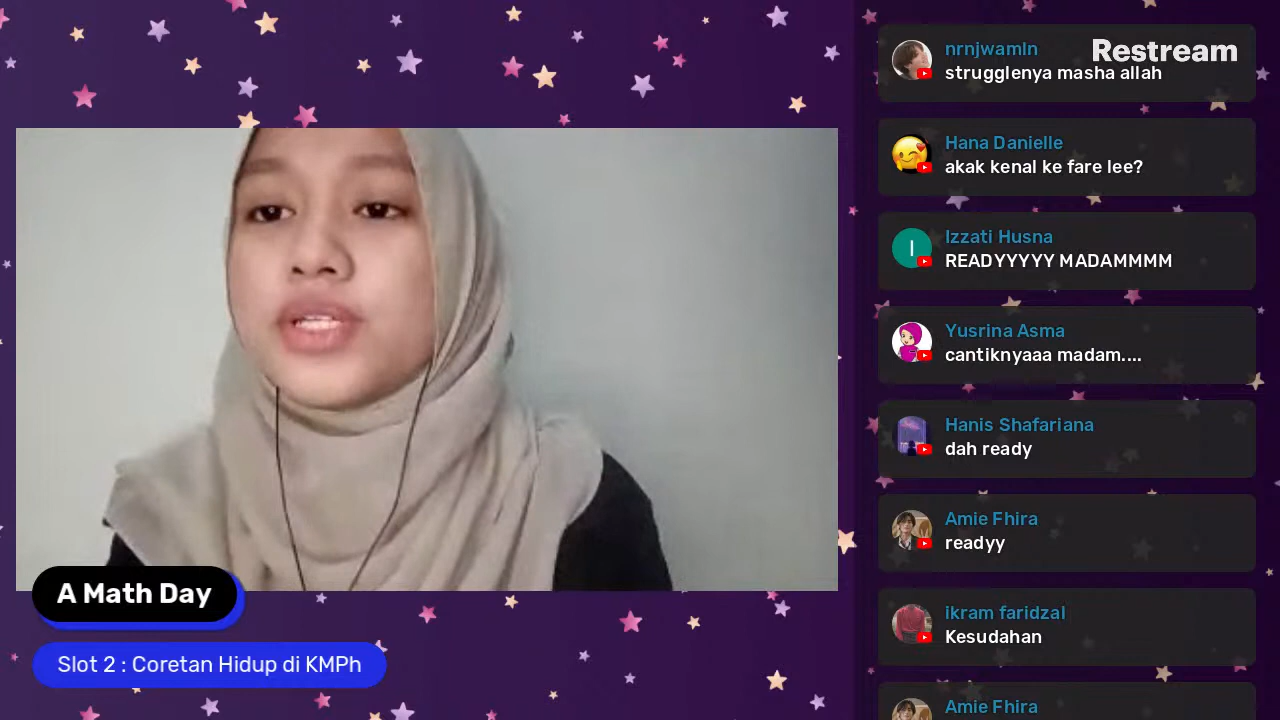 A Math Day
Slot 2 : Coretan Hidup di KMPh
Restream
nrnjwamln
strugglenya masha allah
Hana Danielle
akak kenal ke fare lee?
I
Izzati Husna
READYYYYY MADAMMMM
Yusrina Asma
cantiknyaaa madam....
Hanis Shafariana
dah ready
Amie Fhira
readyy
ikram faridzal
Kesudahan
Amie Fhira